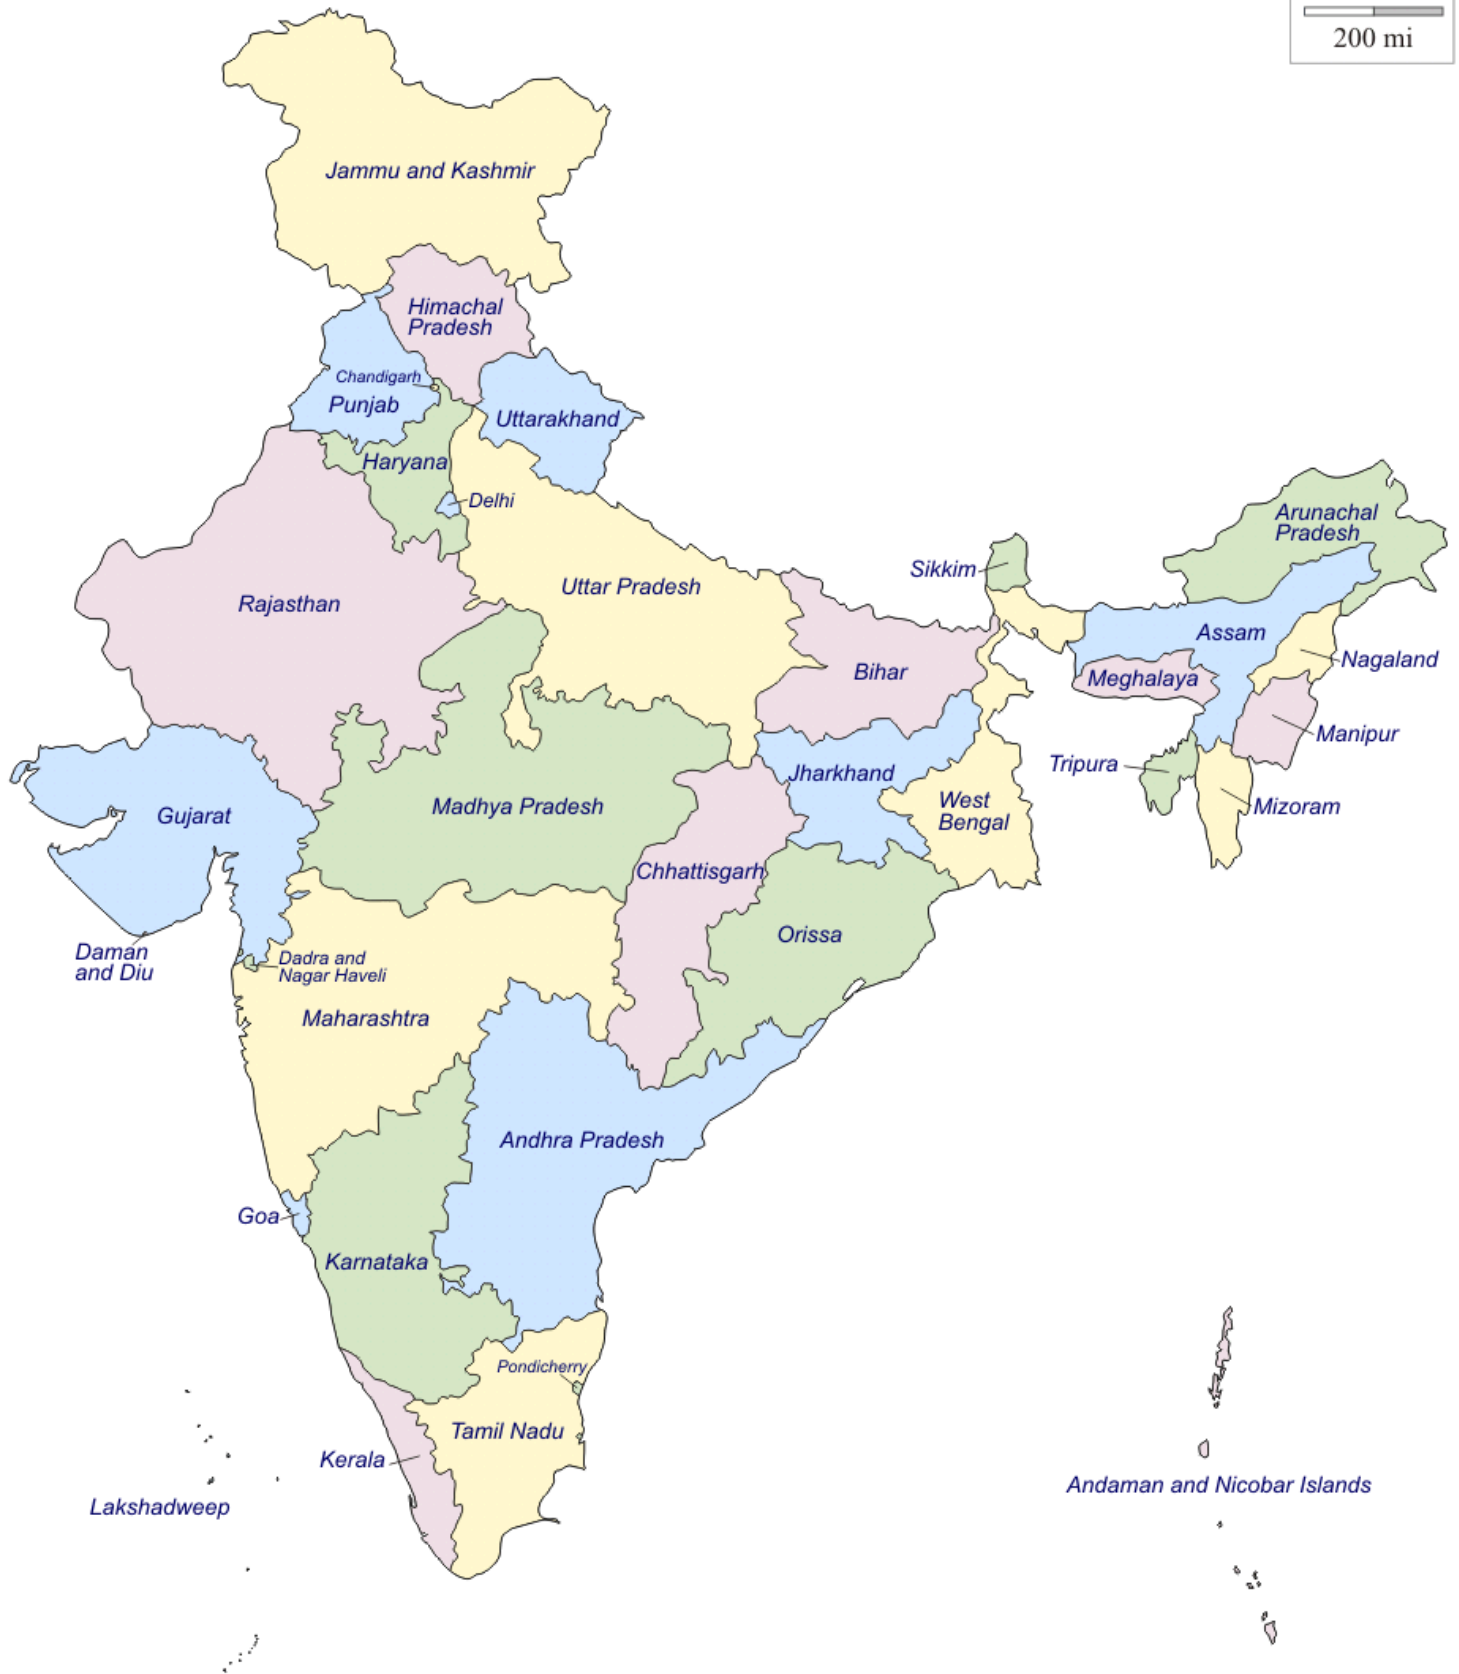 200 mi
Jammu and Kashmir
Himachal
Pradesh
Chandigarh
Punjab
Uttarakhand
Haryana
Delhi
Arunachal
Pradesh
Sikkim
Uttar Pradesh
Rajasthan
Assam
Nagaland
Bihar
Meghalaya
Manipur
Tripura
Jharkhand
Mizoram
West
Bengal
Madhya Pradesh
Gujarat
Chhattisgarh
Orissa
Daman
and Diu
Dadra and
Nagar Haveli
Maharashtra
Andhra Pradesh
Goa
Karnataka
Pondicherry
Tamil Nadu
Kerala
Andaman and Nicobar Islands
Lakshadweep